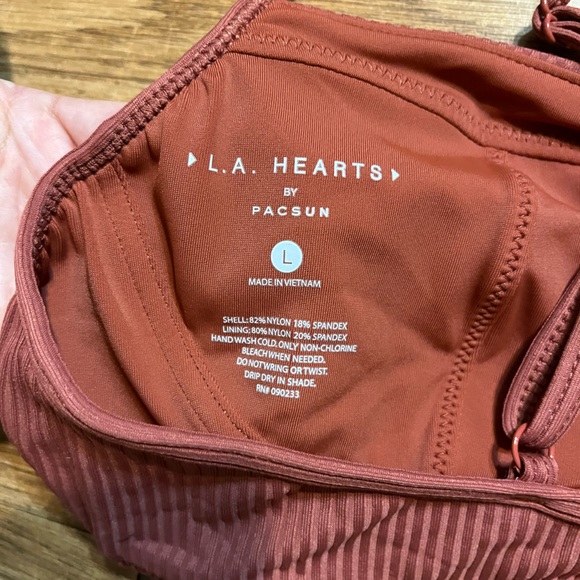 L.A. HEARTS
BY
PACSUN
L
MADE IN VIETNAM
SHELL: 82% NYLON 18% SPANDEX
LINING: 80% NYLON 20% SPANDEX
HAND WASH COLD. ONLY NON-CHLORINE
BLEACH WHEN NEEDED.
DO NOT WRING OR TWIST.
DRIP DRY IN SHADE.
RN# 090233